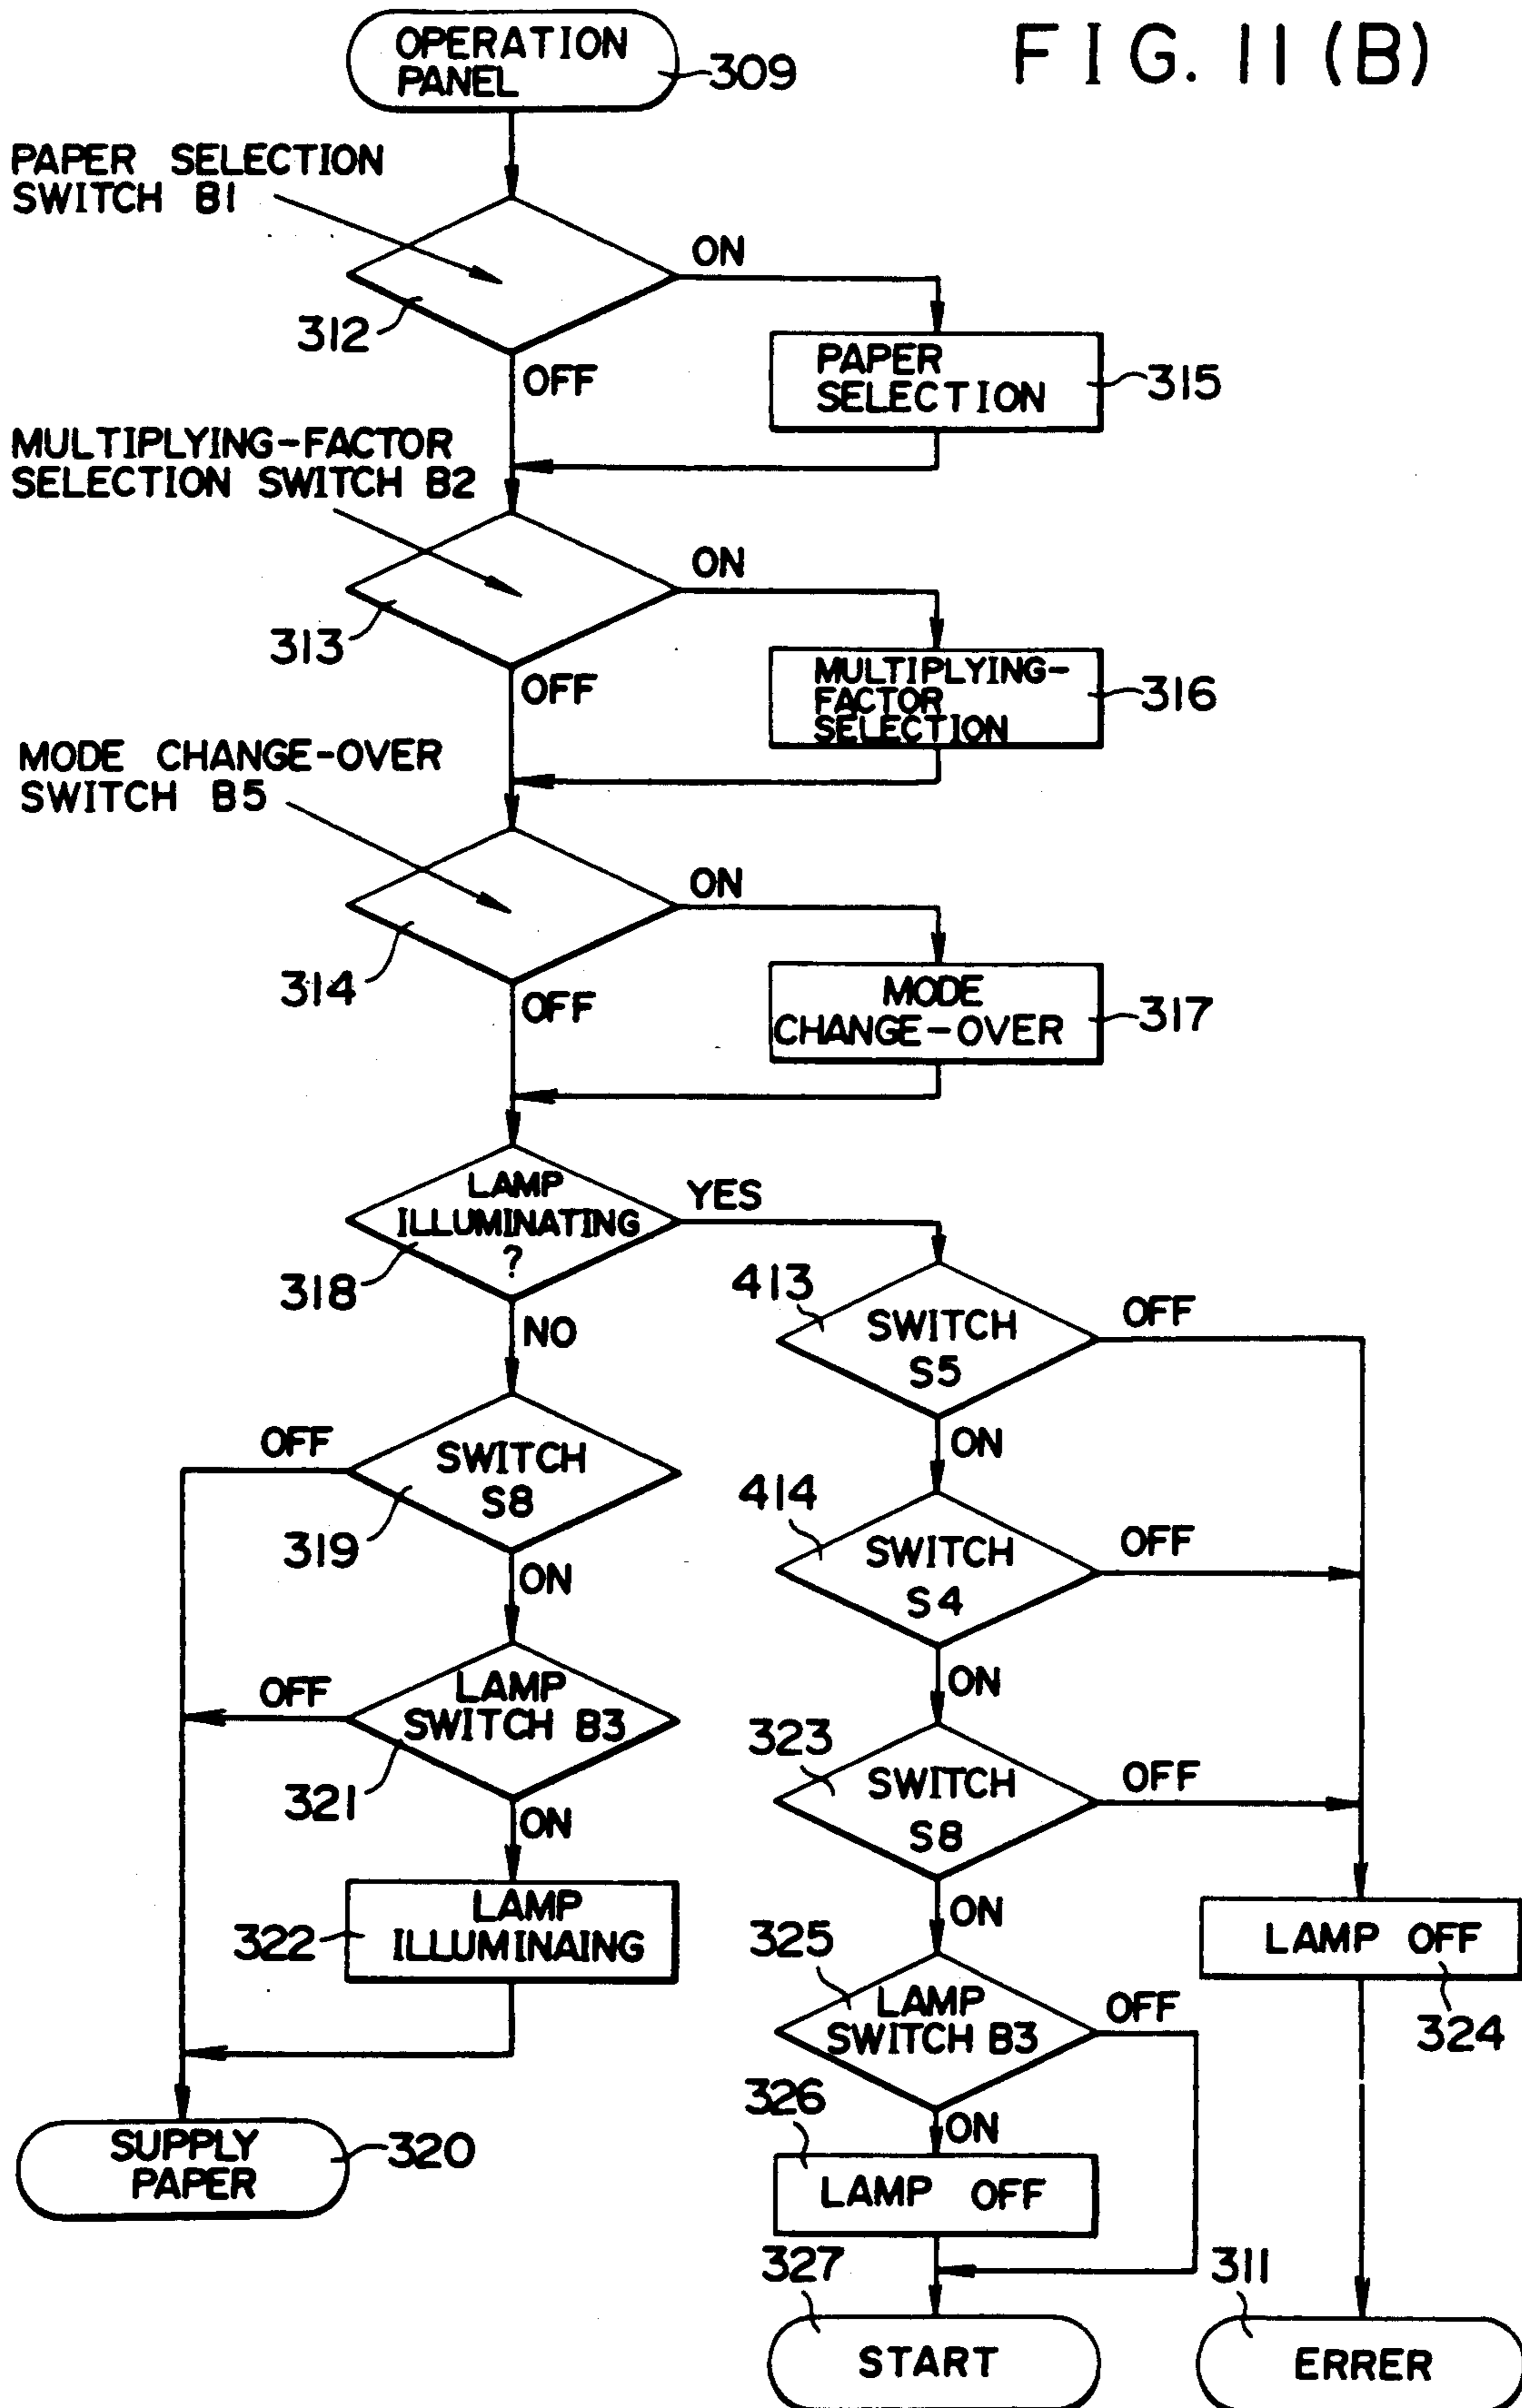 FIG. 11 (B)
OPERATION
PANEL
309
PAPER SELECTION
SWITCH B1
ON
312
OFF
PAPER
SELECTION
315
MULTIPLYING-FACTOR
SELECTION SWITCH B2
ON
313
OFF
MULTIPLYING-
FACTOR
SELECTION
316
MODE CHANGE-OVER
SWITCH B5
ON
314
OFF
MODE
CHANGE-OVER
317
LAMP
ILLUMINATING
?
YES
318
NO
413
SWITCH
S5
OFF
ON
OFF
SWITCH
S8
319
ON
414
SWITCH
S4
OFF
ON
OFF
LAMP
SWITCH B3
321
ON
323
SWITCH
S8
OFF
ON
322
LAMP
ILLUMINAING
325
LAMP
SWITCH B3
OFF
ON
LAMP OFF
324
326
LAMP OFF
SUPPLY
PAPER
320
327
START
311
ERRER